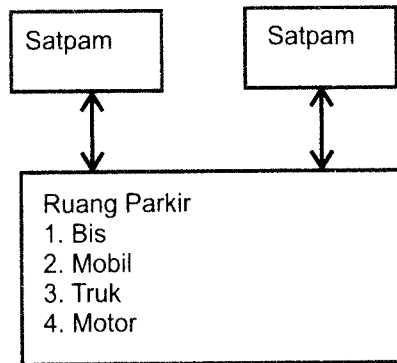 Satpam
Satpam
Ruang Parkir
1. Bis
2. Mobil
3. Truk
4. Motor